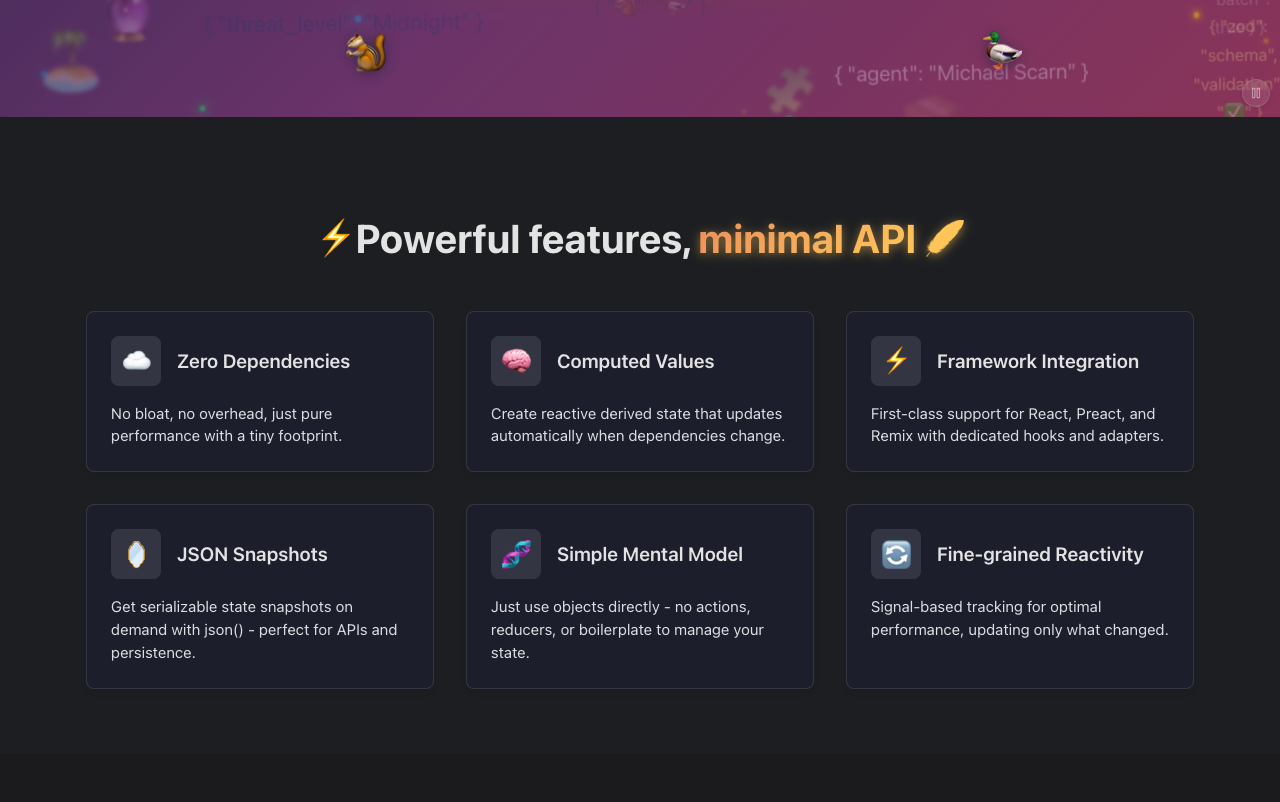 batch":
{ "threat_level": "Midnight" }
"schema",
{ "agent": "Michael Scarn" }
"validation"
⚡Powerful features, minimal API 🪶
Zero Dependencies
No bloat, no overhead, just pure
performance with a tiny footprint.
Computed Values
Create reactive derived state that updates
automatically when dependencies change.
Framework Integration
First-class support for React, Preact, and
Remix with dedicated hooks and adapters.
JSON Snapshots
Get serializable state snapshots on
demand with json() - perfect for APIs and
persistence.
Simple Mental Model
Just use objects directly - no actions,
reducers, or boilerplate to manage your
state.
Fine-grained Reactivity
Signal-based tracking for optimal
performance, updating only what changed.